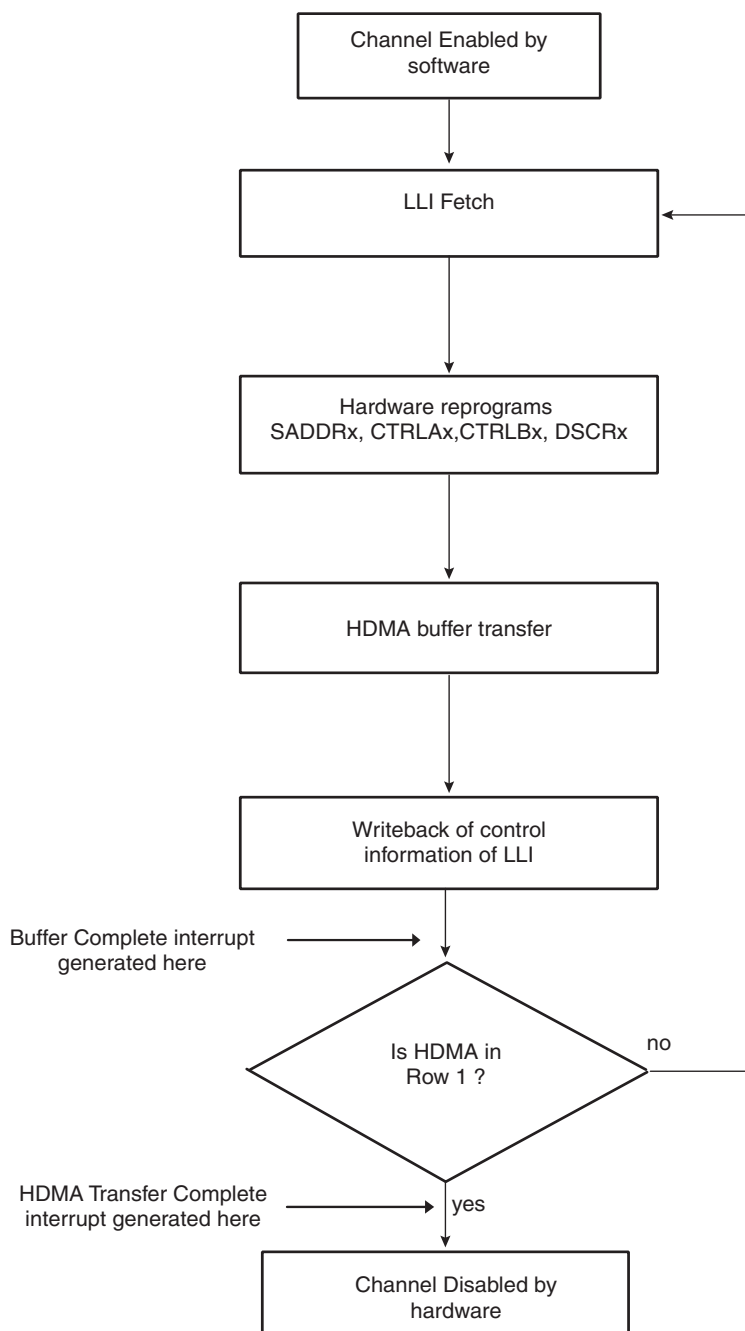 Channel Enabled by
software
LLI Fetch
Hardware reprograms
SADDRx, CTRLAx,CTRLBx, DSCRx
HDMA buffer transfer
Writeback of control
information of LLI
Buffer Complete interrupt
generated here
Is HDMA in
Row 1 ?
no
HDMA Transfer Complete
interrupt generated here
yes
Channel Disabled by
hardware